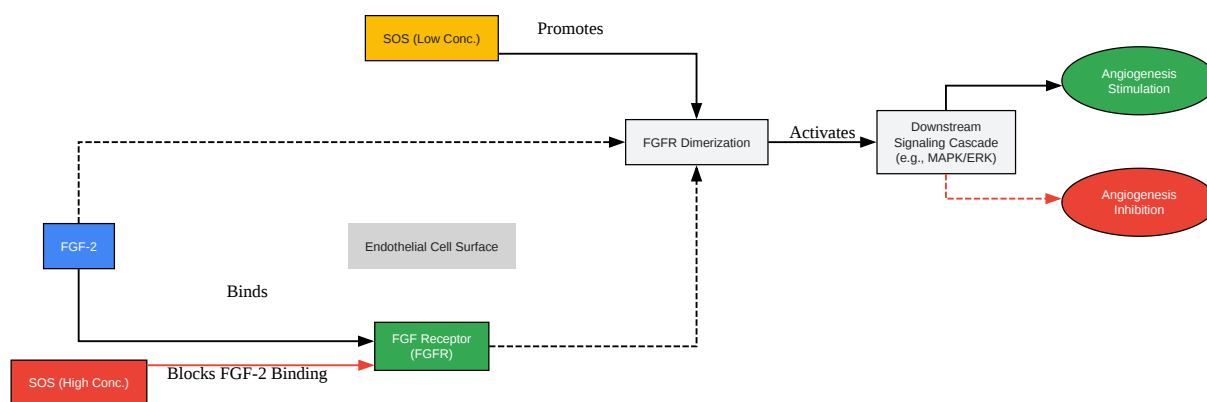 SOS (Low Conc.)
Promotes
FGFR Dimerization
Activates
Downstream
Signaling Cascade
(e.g., MAPK/ERK)
Angiogenesis
Stimulation
Angiogenesis
Inhibition
FGF-2
Endothelial Cell Surface
Binds
FGF Receptor
(FGFR)
SOS (High Conc.)
Blocks FGF-2 Binding